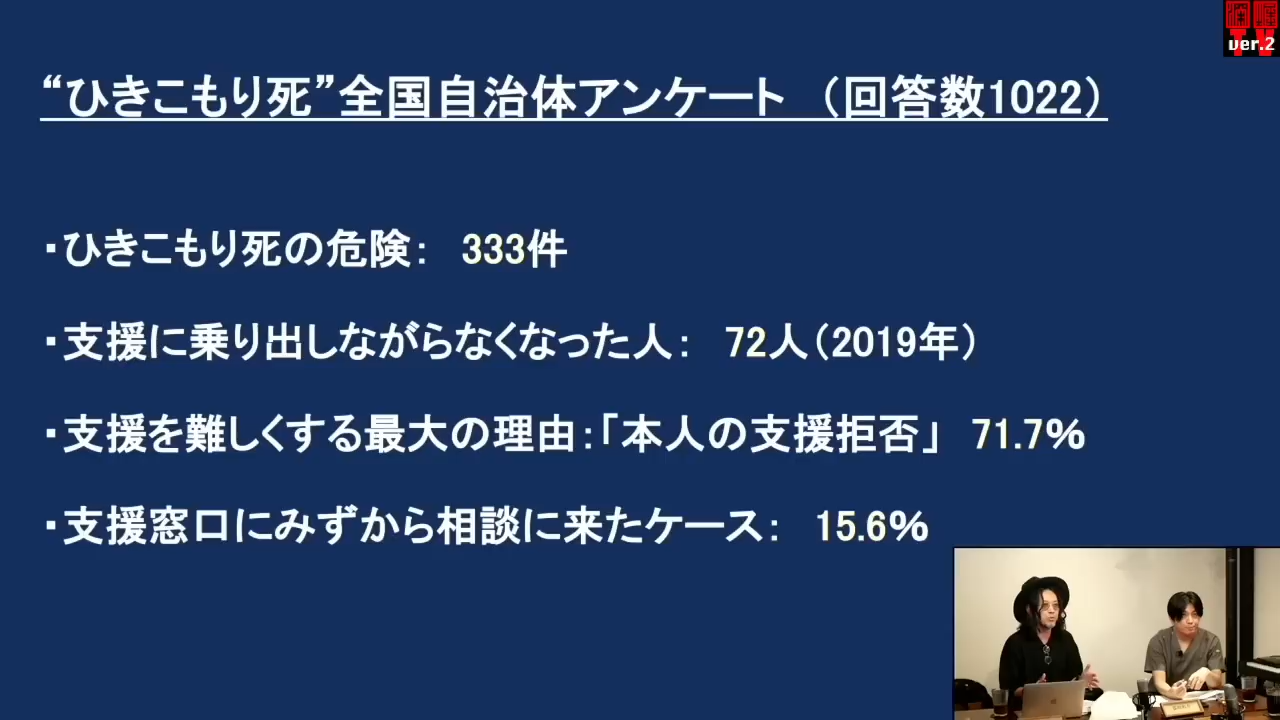 ver.2
“ひきこもり死”全国自治体アンケート　（回答数1022）
・ひきこもり死の危険：　333件
・支援に乗り出しながらなくなった人：　72人（2019年）
・支援を難しくする最大の理由：「本人の支援拒否」　71.7％
・支援窓口にみずから相談に来たケース：　15.6％